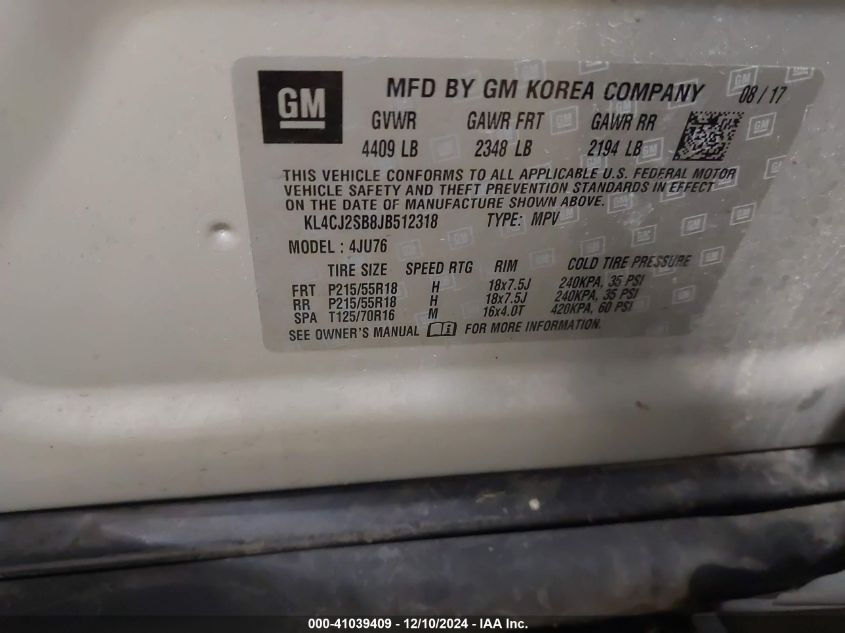 GM MFD BY GM KOREA COMPANY 08/17
GVWR GAWR FRT GAWR RR
4409 LB 2348 LB 2194 LB
THIS VEHICLE CONFORMS TO ALL APPLICABLE U.S. FEDERAL MOTOR
VEHICLE SAFETY AND THEFT PREVENTION STANDARDS IN EFFECT
ON THE DATE OF MANUFACTURE SHOWN ABOVE.
KL4CJ2SB8JB512318 TYPE: MPV
MODEL : 4JU76
TIRE SIZE SPEED RTG RIM COLD TIRE PRESSURE
FRT P215/55R18 H 18x7.5J 240KPA, 35 PSI
RR P215/55R18 H 18x7.5J 240KPA, 35 PSI
SPA T125/70R16 M 16x4.0T 420KPA, 60 PSI
SEE OWNER'S MANUAL FOR MORE INFORMATION.
000-41039409 - 12/10/2024 - IAA Inc.